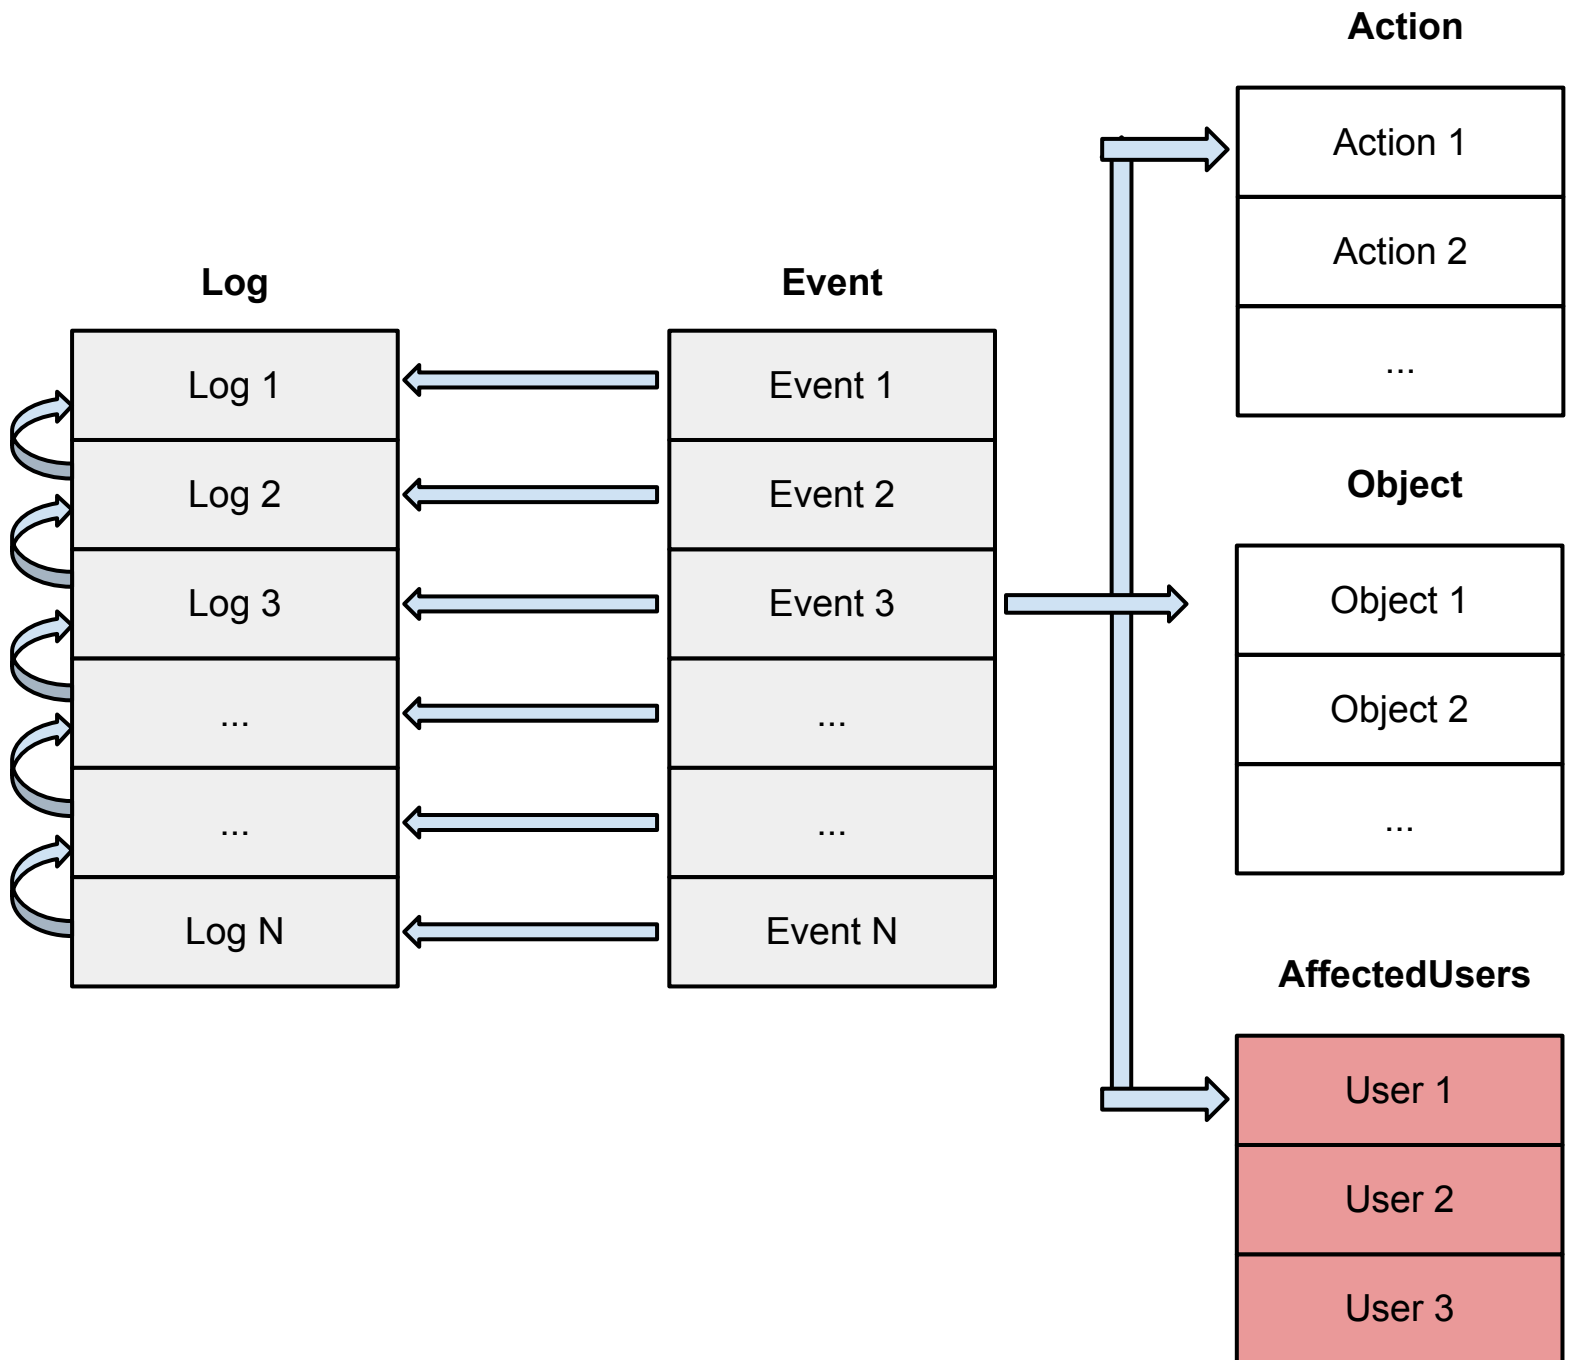 Log
Log 1
Log 2
Log 3
...
...
Log N
Event
Event 1
Event 2
Event 3
...
...
Event N
Action
Action 1
Action 2
...
Object
Object 1
Object 2
...
AffectedUsers
User 1
User 2
User 3